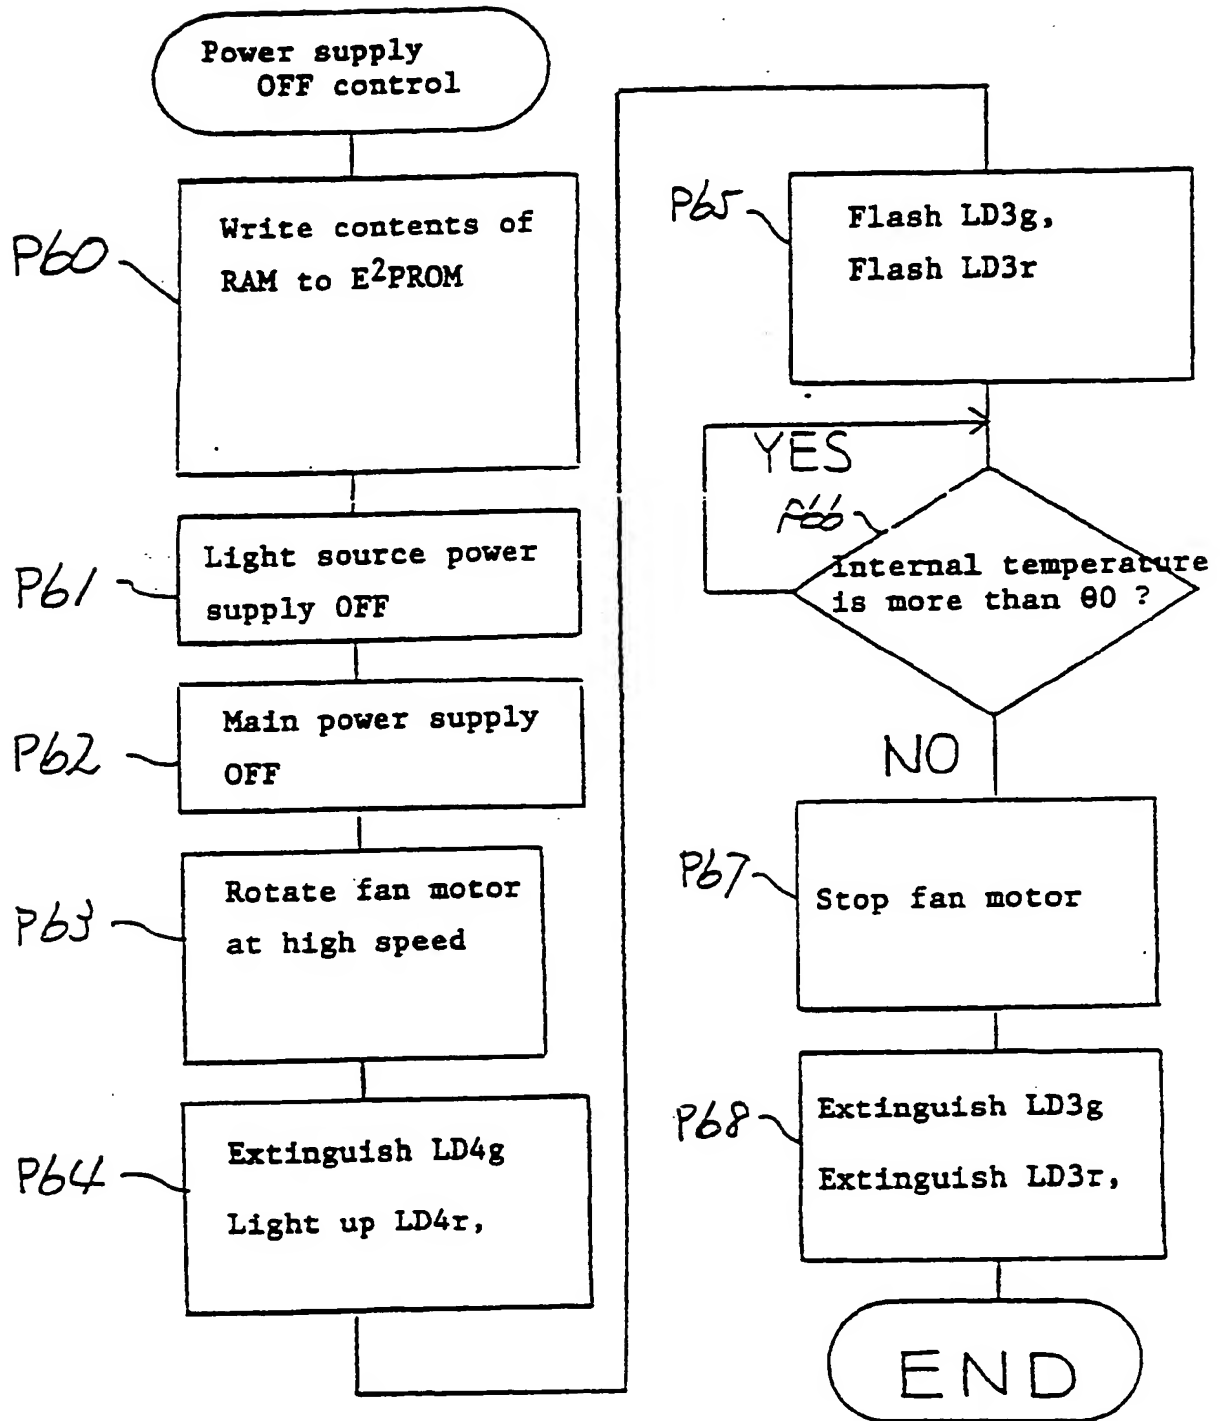 Power supply
OFF control
P60
Write contents of
RAM to E²PROM
P61
Light source power
supply OFF
P62
Main power supply
OFF
P63
Rotate fan motor
at high speed
P64
Extinguish LD4g
Light up LD4r,
P65
Flash LD3g,
Flash LD3r
YES
P66
Internal temperature
is more than θ0 ?
NO
P67
Stop fan motor
P68
Extinguish LD3g
Extinguish LD3r,
END